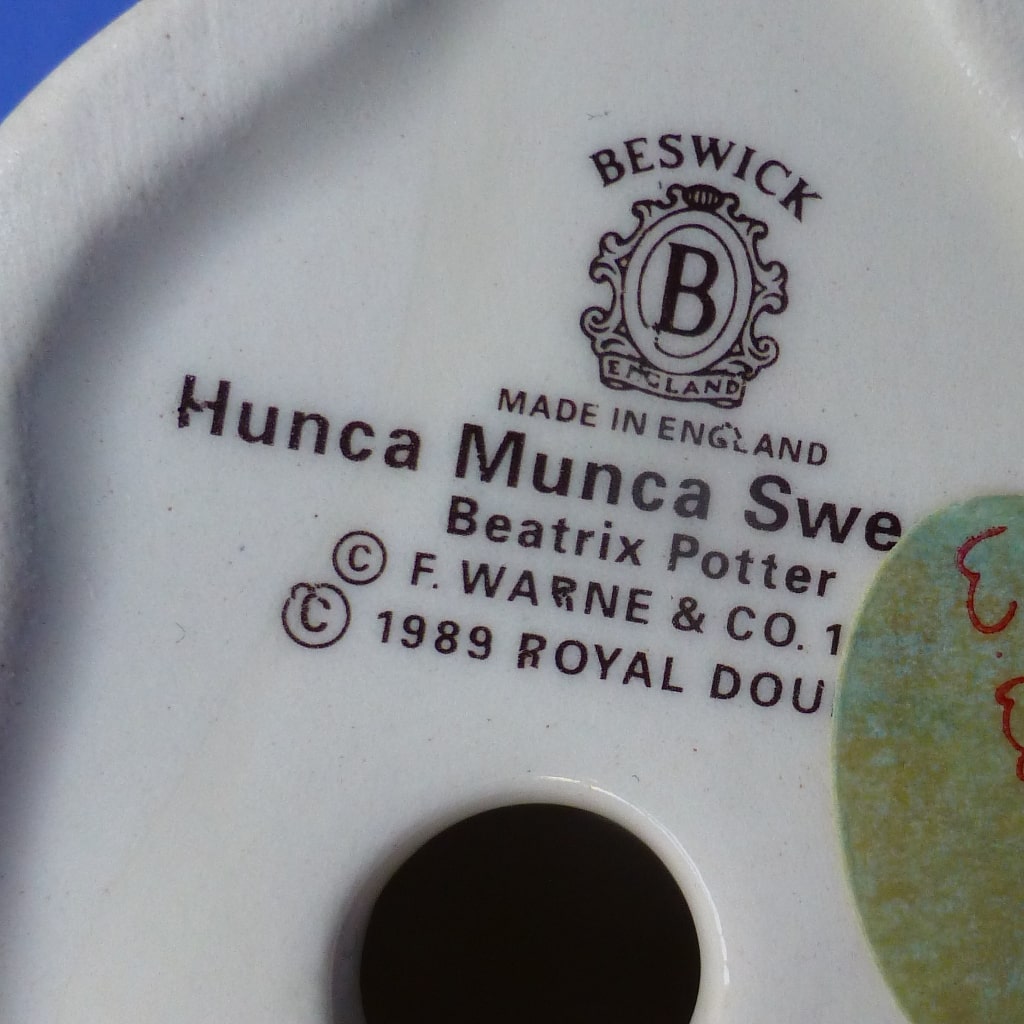 BESWICK
B
ENGLAND
MADE IN ENGLAND
Hunca Munca Swe
Beatrix Potter
© F. WARNE & CO. 1
© 1989 ROYAL DOU